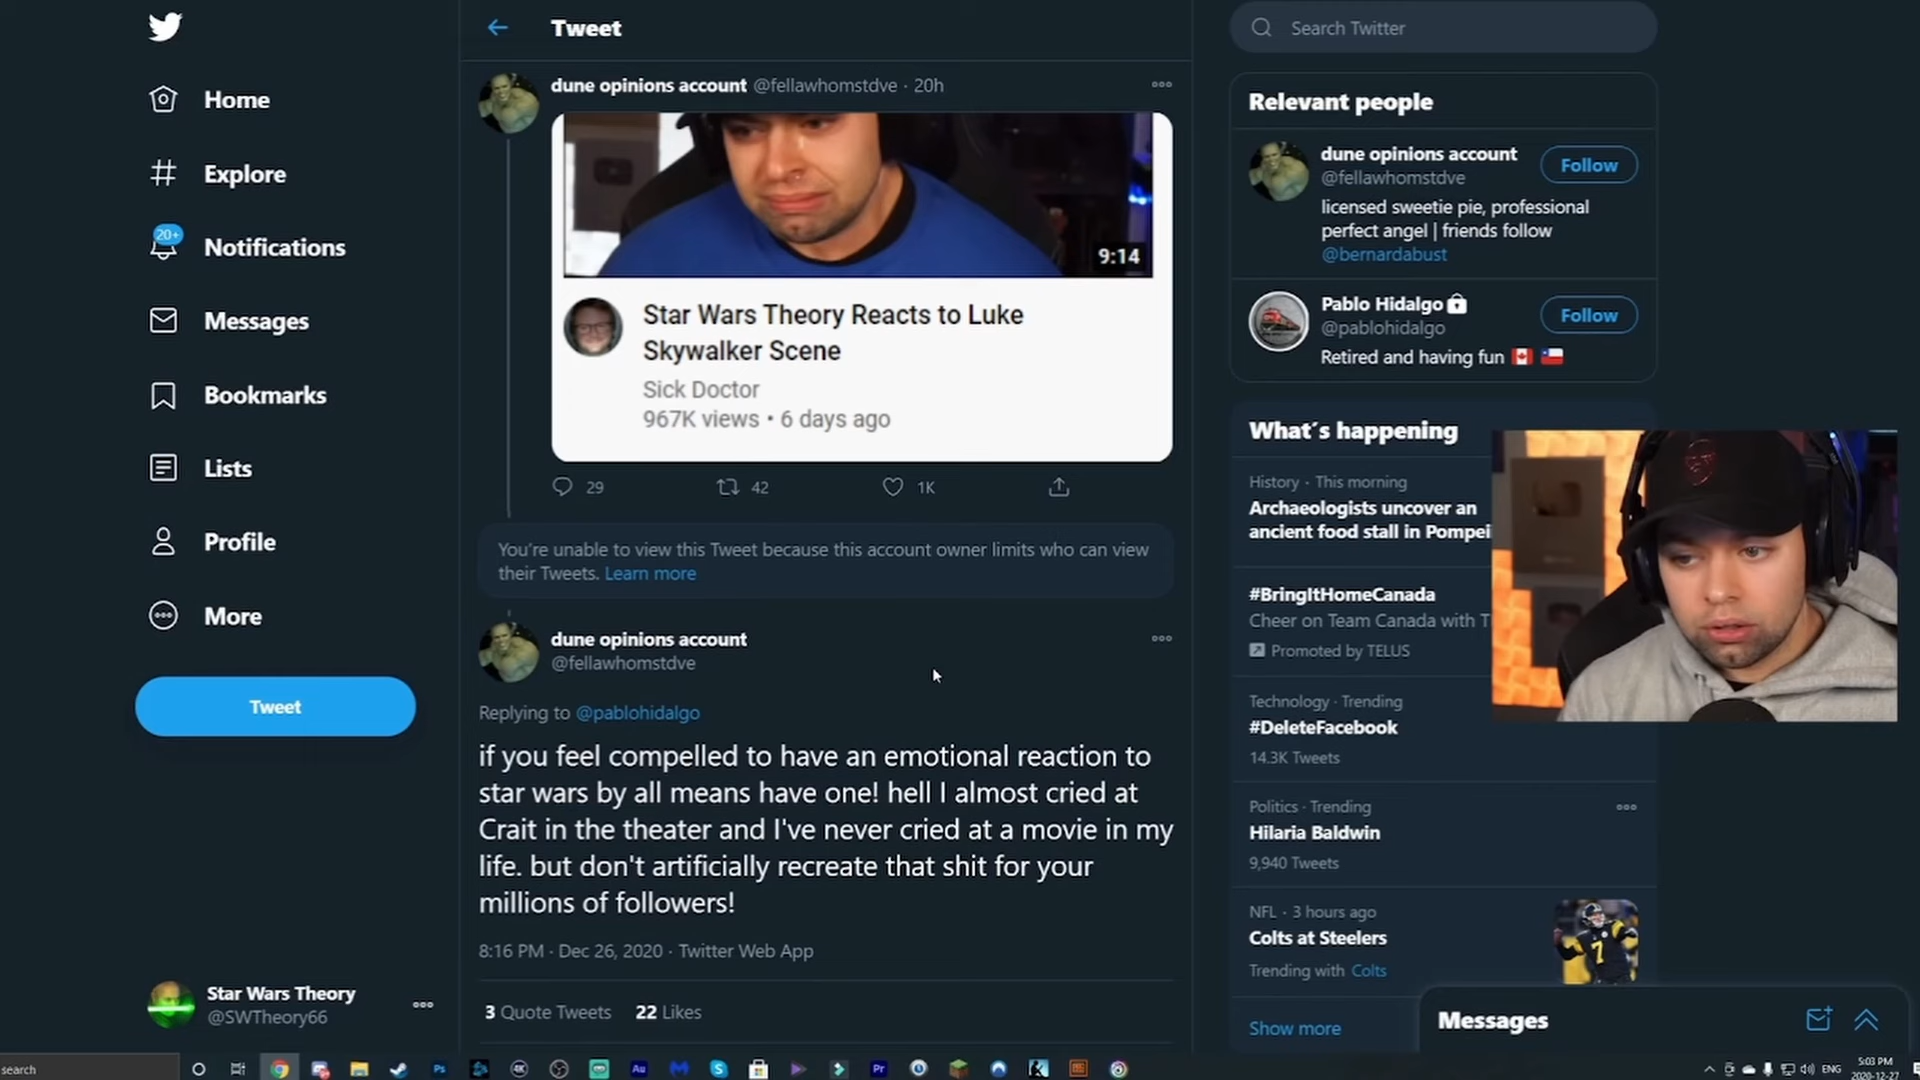 Home
Explore
20+
Notifications
Messages
Bookmarks
Lists
Profile
More
Tweet
Star Wars Theory
@SWTheory66
Tweet
dune opinions account @fellawhomstdve · 20h
9:14
Star Wars Theory Reacts to Luke
Skywalker Scene
Sick Doctor
967K views • 6 days ago
29 42 1K
You're unable to view this Tweet because this account owner limits who can view
their Tweets. Learn more
dune opinions account
@fellawhomstdve
Replying to @pablohidalgo
if you feel compelled to have an emotional reaction to
star wars by all means have one! hell I almost cried at
Crait in the theater and I've never cried at a movie in my
life. but don't artificially recreate that shit for your
millions of followers!
8:16 PM · Dec 26, 2020 · Twitter Web App
3 Quote Tweets 22 Likes
Search Twitter
Relevant people
dune opinions account
@fellawhomstdve
Follow
licensed sweetie pie, professional
perfect angel | friends follow
@bernardabust
Pablo Hidalgo
@pablohidalgo
Follow
Retired and having fun
What's happening
History · This morning
Archaeologists uncover an
ancient food stall in Pompei
#BringItHomeCanada
Cheer on Team Canada with T
Promoted by TELUS
Technology · Trending
#DeleteFacebook
14.3K Tweets
Politics · Trending
Hilaria Baldwin
9,940 Tweets
NFL · 3 hours ago
Colts at Steelers
Trending with Colts
Show more
Messages
search
Ps
4K
Au
Pr
ENG
5:03 PM
2020-12-27